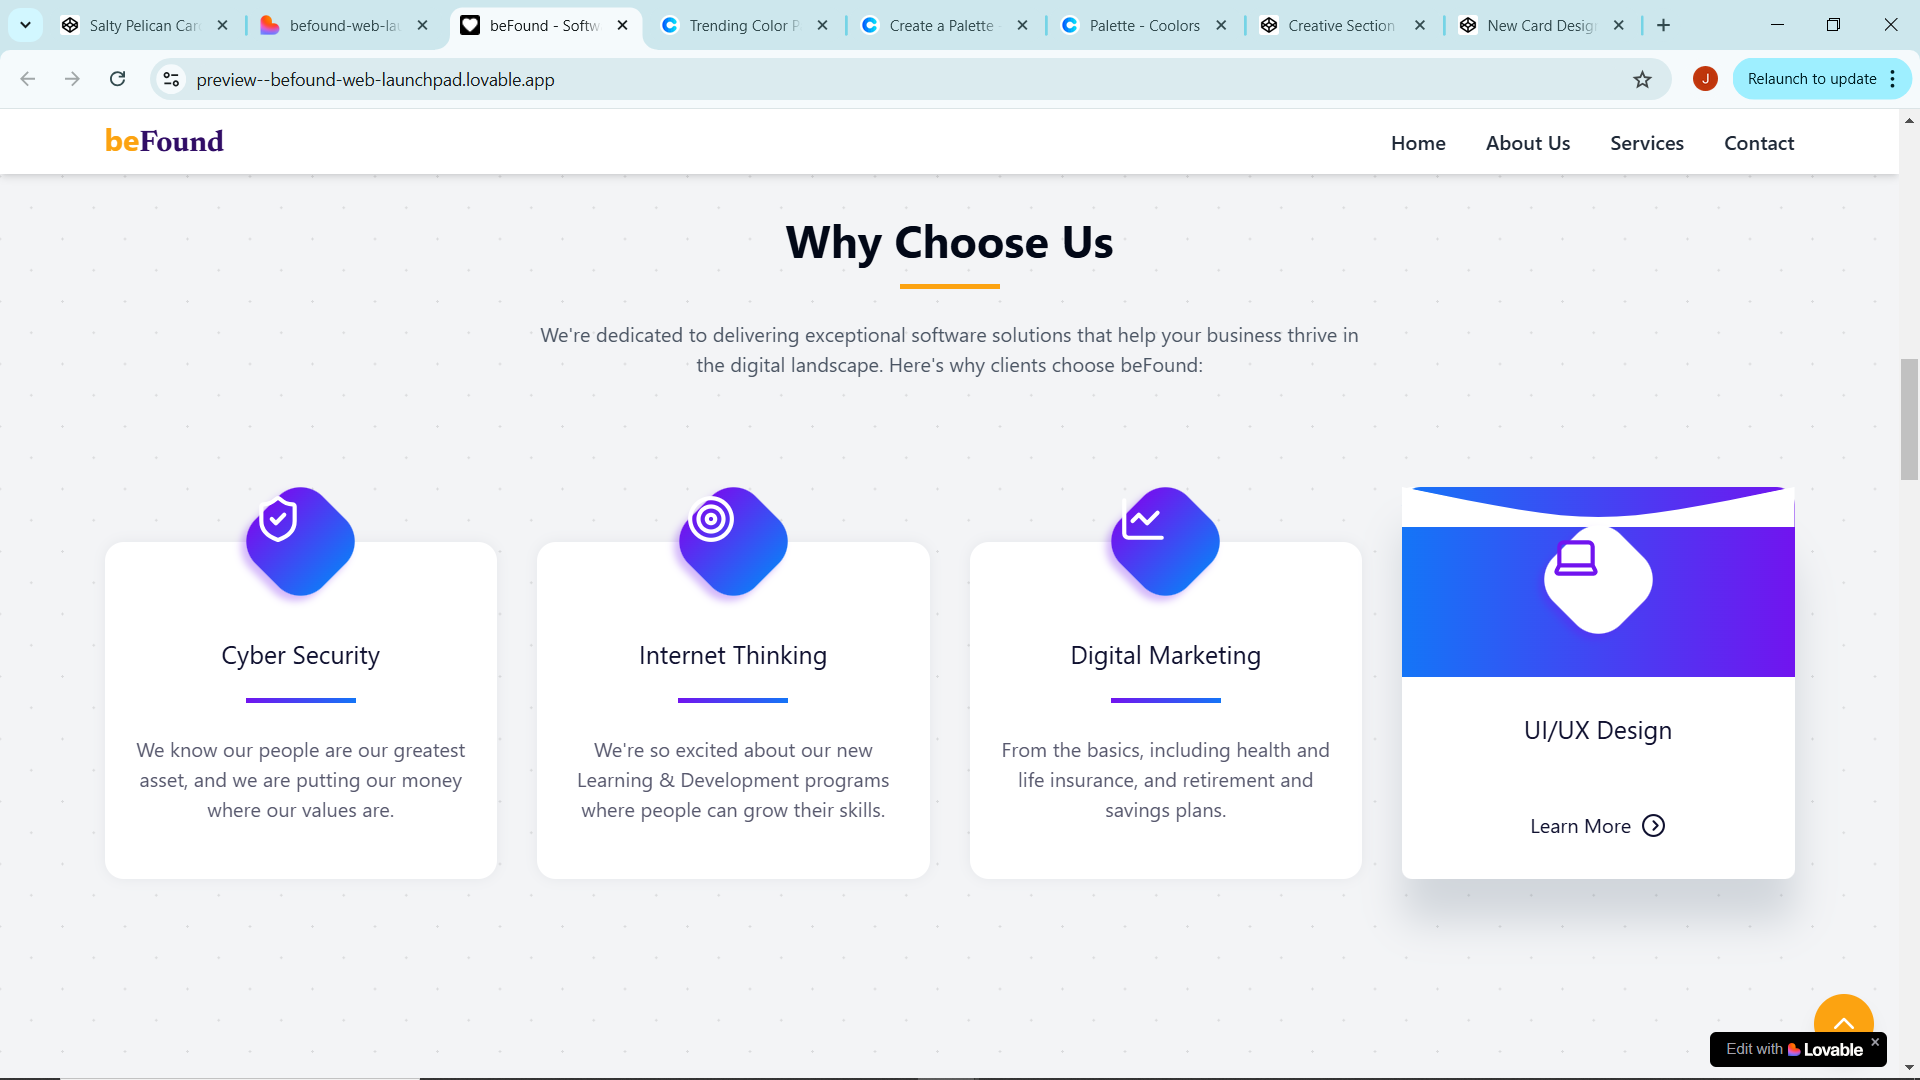 Salty Pelican Car
befound-web-la
beFound - Softw
Trending Color P
Create a Palette -
Palette - Coolors
Creative Section
New Card Desig
preview--befound-web-launchpad.lovable.app
J
Relaunch to update
beFound
Home
About Us
Services
Contact
Why Choose Us
We're dedicated to delivering exceptional software solutions that help your business thrive in
the digital landscape. Here's why clients choose beFound:
Cyber Security
We know our people are our greatest
asset, and we are putting our money
where our values are.
Internet Thinking
We're so excited about our new
Learning & Development programs
where people can grow their skills.
Digital Marketing
From the basics, including health and
life insurance, and retirement and
savings plans.
UI/UX Design
Learn More
Edit with Lovable